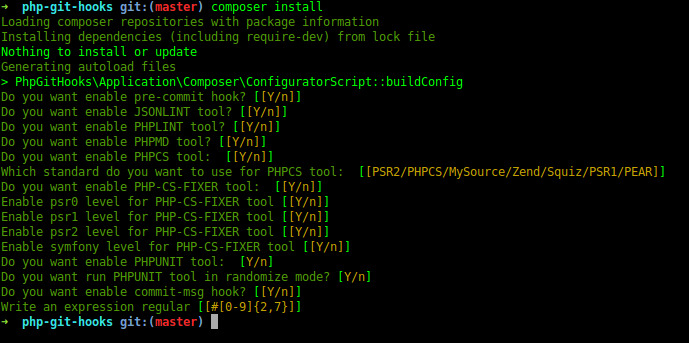 ➜  php-git-hooks git:(master) composer install
Loading composer repositories with package information
Installing dependencies (including require-dev) from lock file
Nothing to install or update
Generating autoload files
> PhpGitHooks\Application\Composer\ConfiguratorScript::buildConfig
Do you want enable pre-commit hook? [[Y/n]]
Do you want enable JSONLINT tool? [[Y/n]]
Do you want enable PHPLINT tool? [[Y/n]]
Do you want enable PHPMD tool? [[Y/n]]
Do you want enable PHPCS tool:  [[Y/n]]
Which standard do you want to use for PHPCS tool:  [[PSR2/PHPCS/MySource/Zend/Squiz/PSR1/PEAR]]
Do you want enable PHP-CS-FIXER tool:  [[Y/n]]
Enable psr0 level for PHP-CS-FIXER tool [[Y/n]]
Enable psr1 level for PHP-CS-FIXER tool [[Y/n]]
Enable psr2 level for PHP-CS-FIXER tool [[Y/n]]
Enable symfony level for PHP-CS-FIXER tool [[Y/n]]
Do you want enable PHPUNIT tool:  [Y/n]
Do you want run PHPUNIT tool in randomize mode? [Y/n]
Do you want enable commit-msg hook? [[Y/n]]
Write an expression regular [[#[0-9]{2,7}]]
➜  php-git-hooks git:(master)